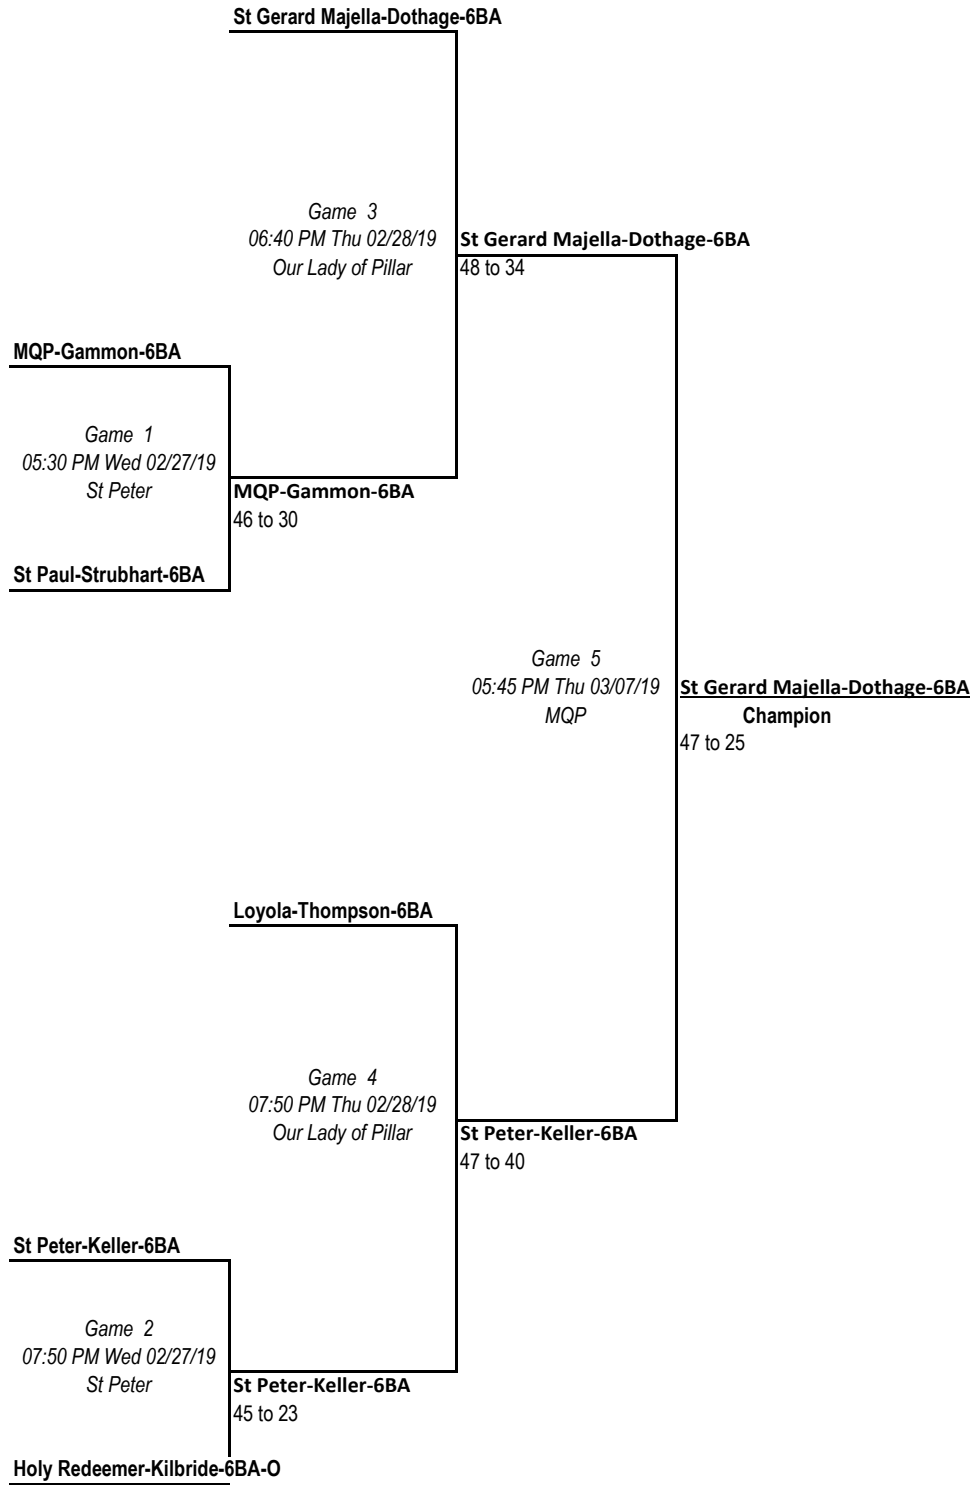 St Gerard Majella-Dothage-6BA
Game 3
06:40 PM Thu 02/28/19
Our Lady of Pillar
St Gerard Majella-Dothage-6BA
48 to 34
MQP-Gammon-6BA
Game 1
05:30 PM Wed 02/27/19
St Peter
MQP-Gammon-6BA
46 to 30
St Paul-Strubhart-6BA
Game 5
05:45 PM Thu 03/07/19
MQP
St Gerard Majella-Dothage-6BA
Champion
47 to 25
Loyola-Thompson-6BA
Game 4
07:50 PM Thu 02/28/19
Our Lady of Pillar
St Peter-Keller-6BA
47 to 40
St Peter-Keller-6BA
Game 2
07:50 PM Wed 02/27/19
St Peter
St Peter-Keller-6BA
45 to 23
Holy Redeemer-Kilbride-6BA-O